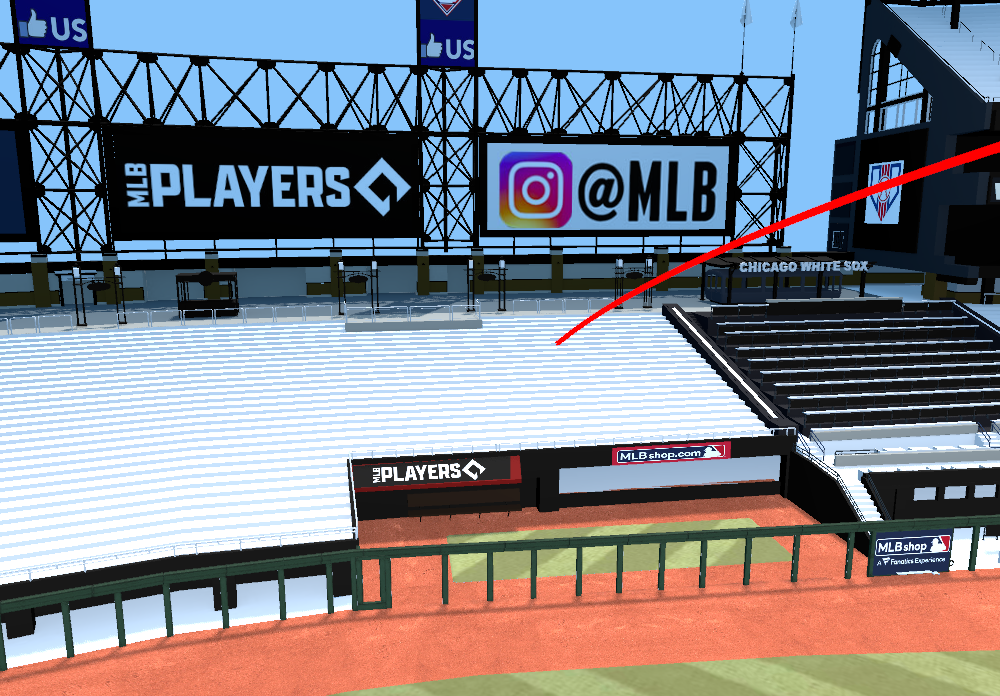 US
US
MLB PLAYERS
@MLB
CHICAGO WHITE SOX
MLB PLAYERS
MLBshop.com
MLBshop
A Fanatics Experience